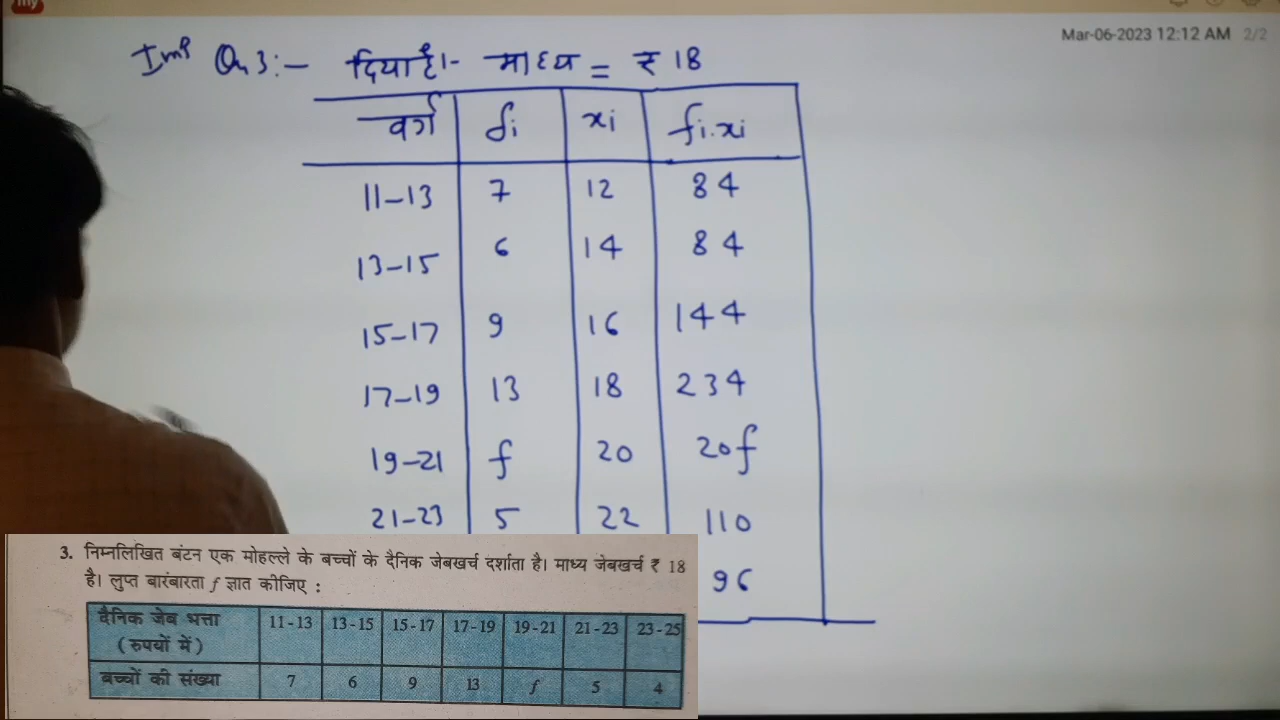 my
Mar-06-2023 12:12 AM 2/2
Imp Qn 3:- दिया है।- माध्य = ₹ 18
वर्ग fi xi fi.xi
11-13 7 12 84
13-15 6 14 84
15-17 9 16 144
17-19 13 18 234
19-21 f 20 20f
21-23 5 22 110
96
3. निम्नलिखित बंटन एक मोहल्ले के बच्चों के दैनिक जेबखर्च दर्शाता है। माध्य जेबखर्च ₹ 18
है। लुप्त बारंबारता f ज्ञात कीजिए :
दैनिक जेब भत्ता 11-13 13-15 15-17 17-19 19-21 21-23 23-25
(रुपयों में)
बच्चों की संख्या 7 6 9 13 f 5 4